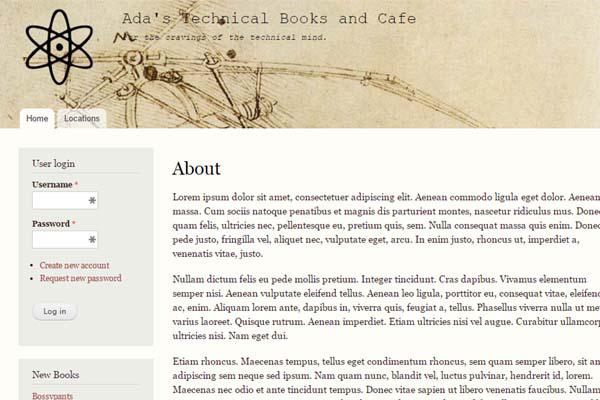 Ada's Technical Books and Cafe
the cravings of the technical mind.
Home
Locations
User login
Username *
Password *
Create new account
Request new password
Log in
New Books
Bossypants
About
Lorem ipsum dolor sit amet, consectetuer adipiscing elit. Aenean commodo ligula eget dolor. Aenean
massa. Cum sociis natoque penatibus et magnis dis parturient montes, nascetur ridiculus mus. Donec
quam felis, ultricies nec, pellentesque eu, pretium quis, sem. Nulla consequat massa quis enim. Donec
pede justo, fringilla vel, aliquet nec, vulputate eget, arcu. In enim justo, rhoncus ut, imperdiet a,
venenatis vitae, justo.
Nullam dictum felis eu pede mollis pretium. Integer tincidunt. Cras dapibus. Vivamus elementum
semper nisi. Aenean vulputate eleifend tellus. Aenean leo ligula, porttitor eu, consequat vitae, eleifend
ac, enim. Aliquam lorem ante, dapibus in, viverra quis, feugiat a, tellus. Phasellus viverra nulla ut
varius laoreet. Quisque rutrum. Aenean imperdiet. Etiam ultricies nisi vel augue. Curabitur
ultricies nisi. Nam eget dui.
Etiam rhoncus. Maecenas tempus, tellus eget condimentum rhoncus, sem quam semper libero, sit
adipiscing sem neque sed ipsum. Nam quam nunc, blandit vel, luctus pulvinar, hendrerit id, lorem.
Maecenas nec odio et ante tincidunt tempus. Donec vitae sapien ut libero venenatis faucibus. Nullam